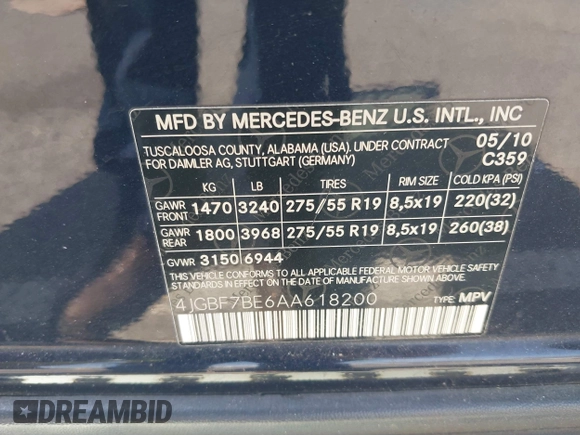 MFD BY MERCEDES-BENZ U.S. INTL., INC
TUSCALOOSA COUNTY, ALABAMA (USA). UNDER CONTRACT 05/10
FOR DAIMLER AG, STUTTGART (GERMANY) C359
KG LB TIRES RIM SIZE COLD KPA (PSI)
GAWR FRONT 1470 3240 275/55 R19 8,5x19 220(32)
GAWR REAR 1800 3968 275/55 R19 8,5x19 260(38)
GVWR 3150 6944
THIS VEHICLE CONFORMS TO ALL APPLICABLE FEDERAL MOTOR VEHICLE SAFETY
STANDARDS IN EFFECT ON THE DATE OF MANUFACTURE SHOWN ABOVE.
4JGBF7BE6AA618200 TYPE: MPV
DREAMBID